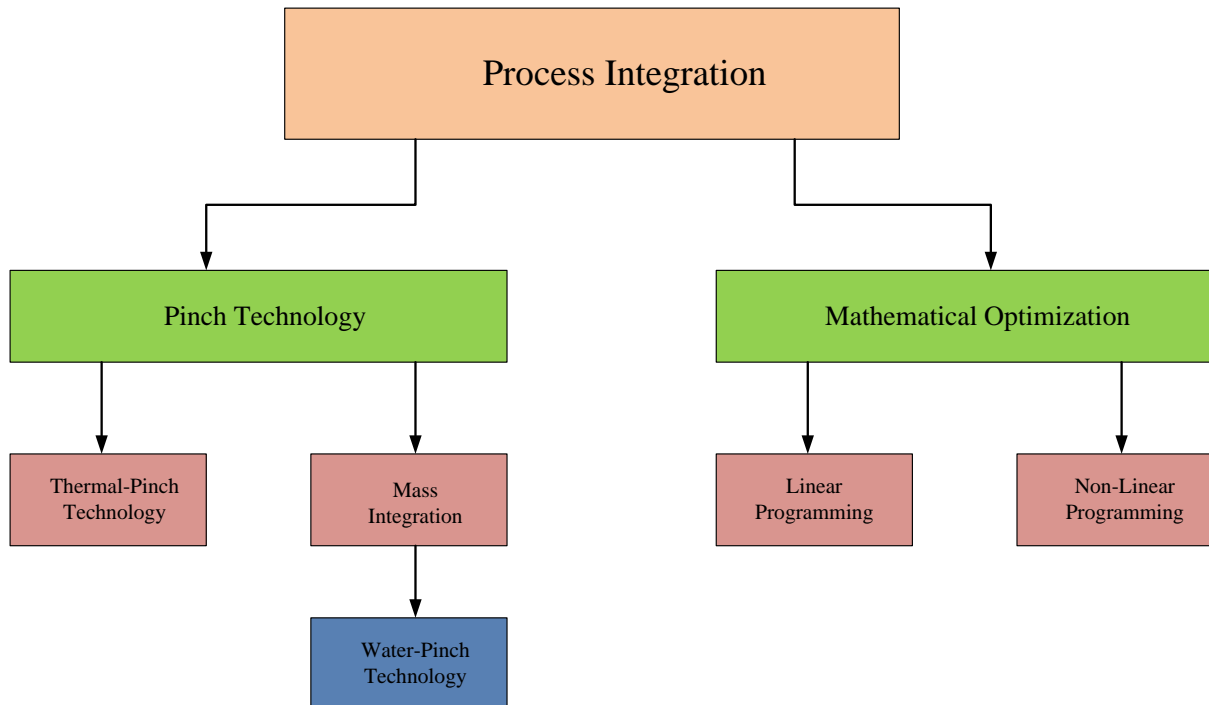 Process Integration
Pinch Technology
Mathematical Optimization
Thermal-Pinch
Technology
Mass
Integration
Linear
Programming
Non-Linear
Programming
Water-Pinch
Technology